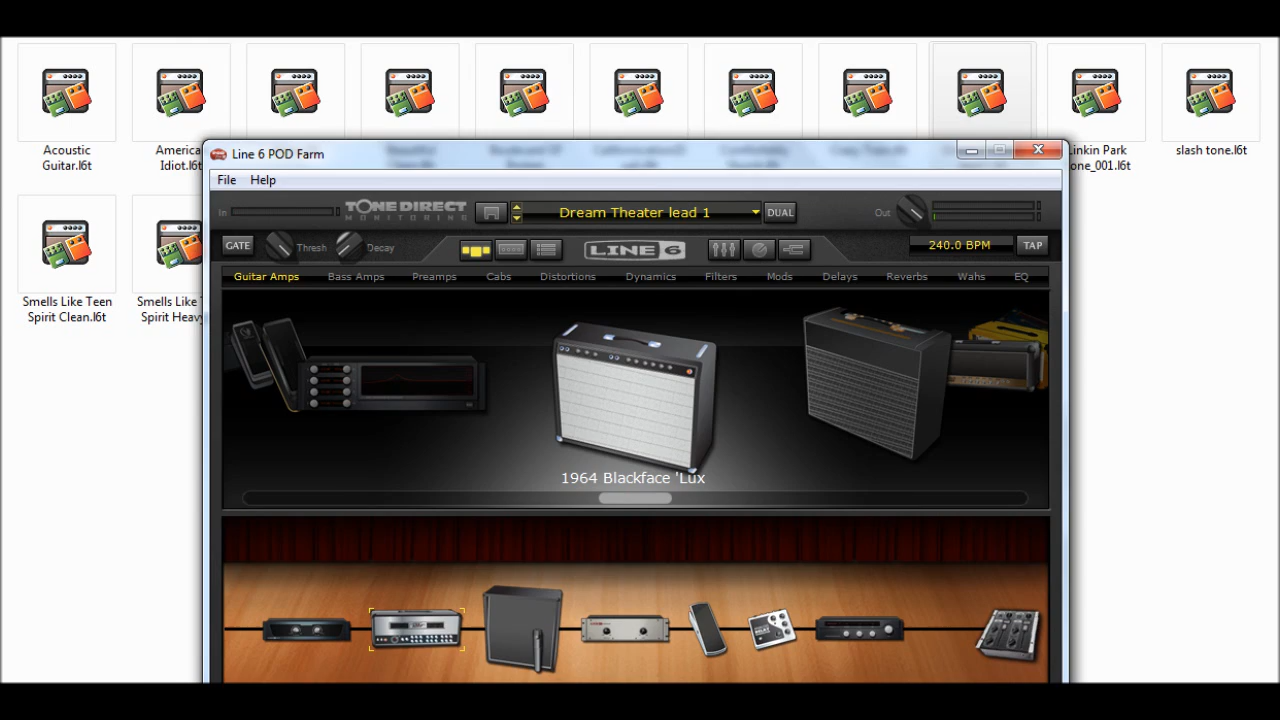 Acoustic
Guitar.l6t
America
Idiot.l6t
Linkin Park
one_001.l6t
slash tone.l6t
Smells Like Teen
Spirit Clean.l6t
Smells Like
Spirit Heavy
Line 6 POD Farm
File Help
In
TONE DIRECT
MONITORING
Dream Theater lead 1
DUAL
Out
GATE
Thresh
Decay
LINE 6
240.0 BPM
TAP
Guitar Amps Bass Amps Preamps Cabs Distortions Dynamics Filters Mods Delays Reverbs Wahs EQ
1964 Blackface 'Lux